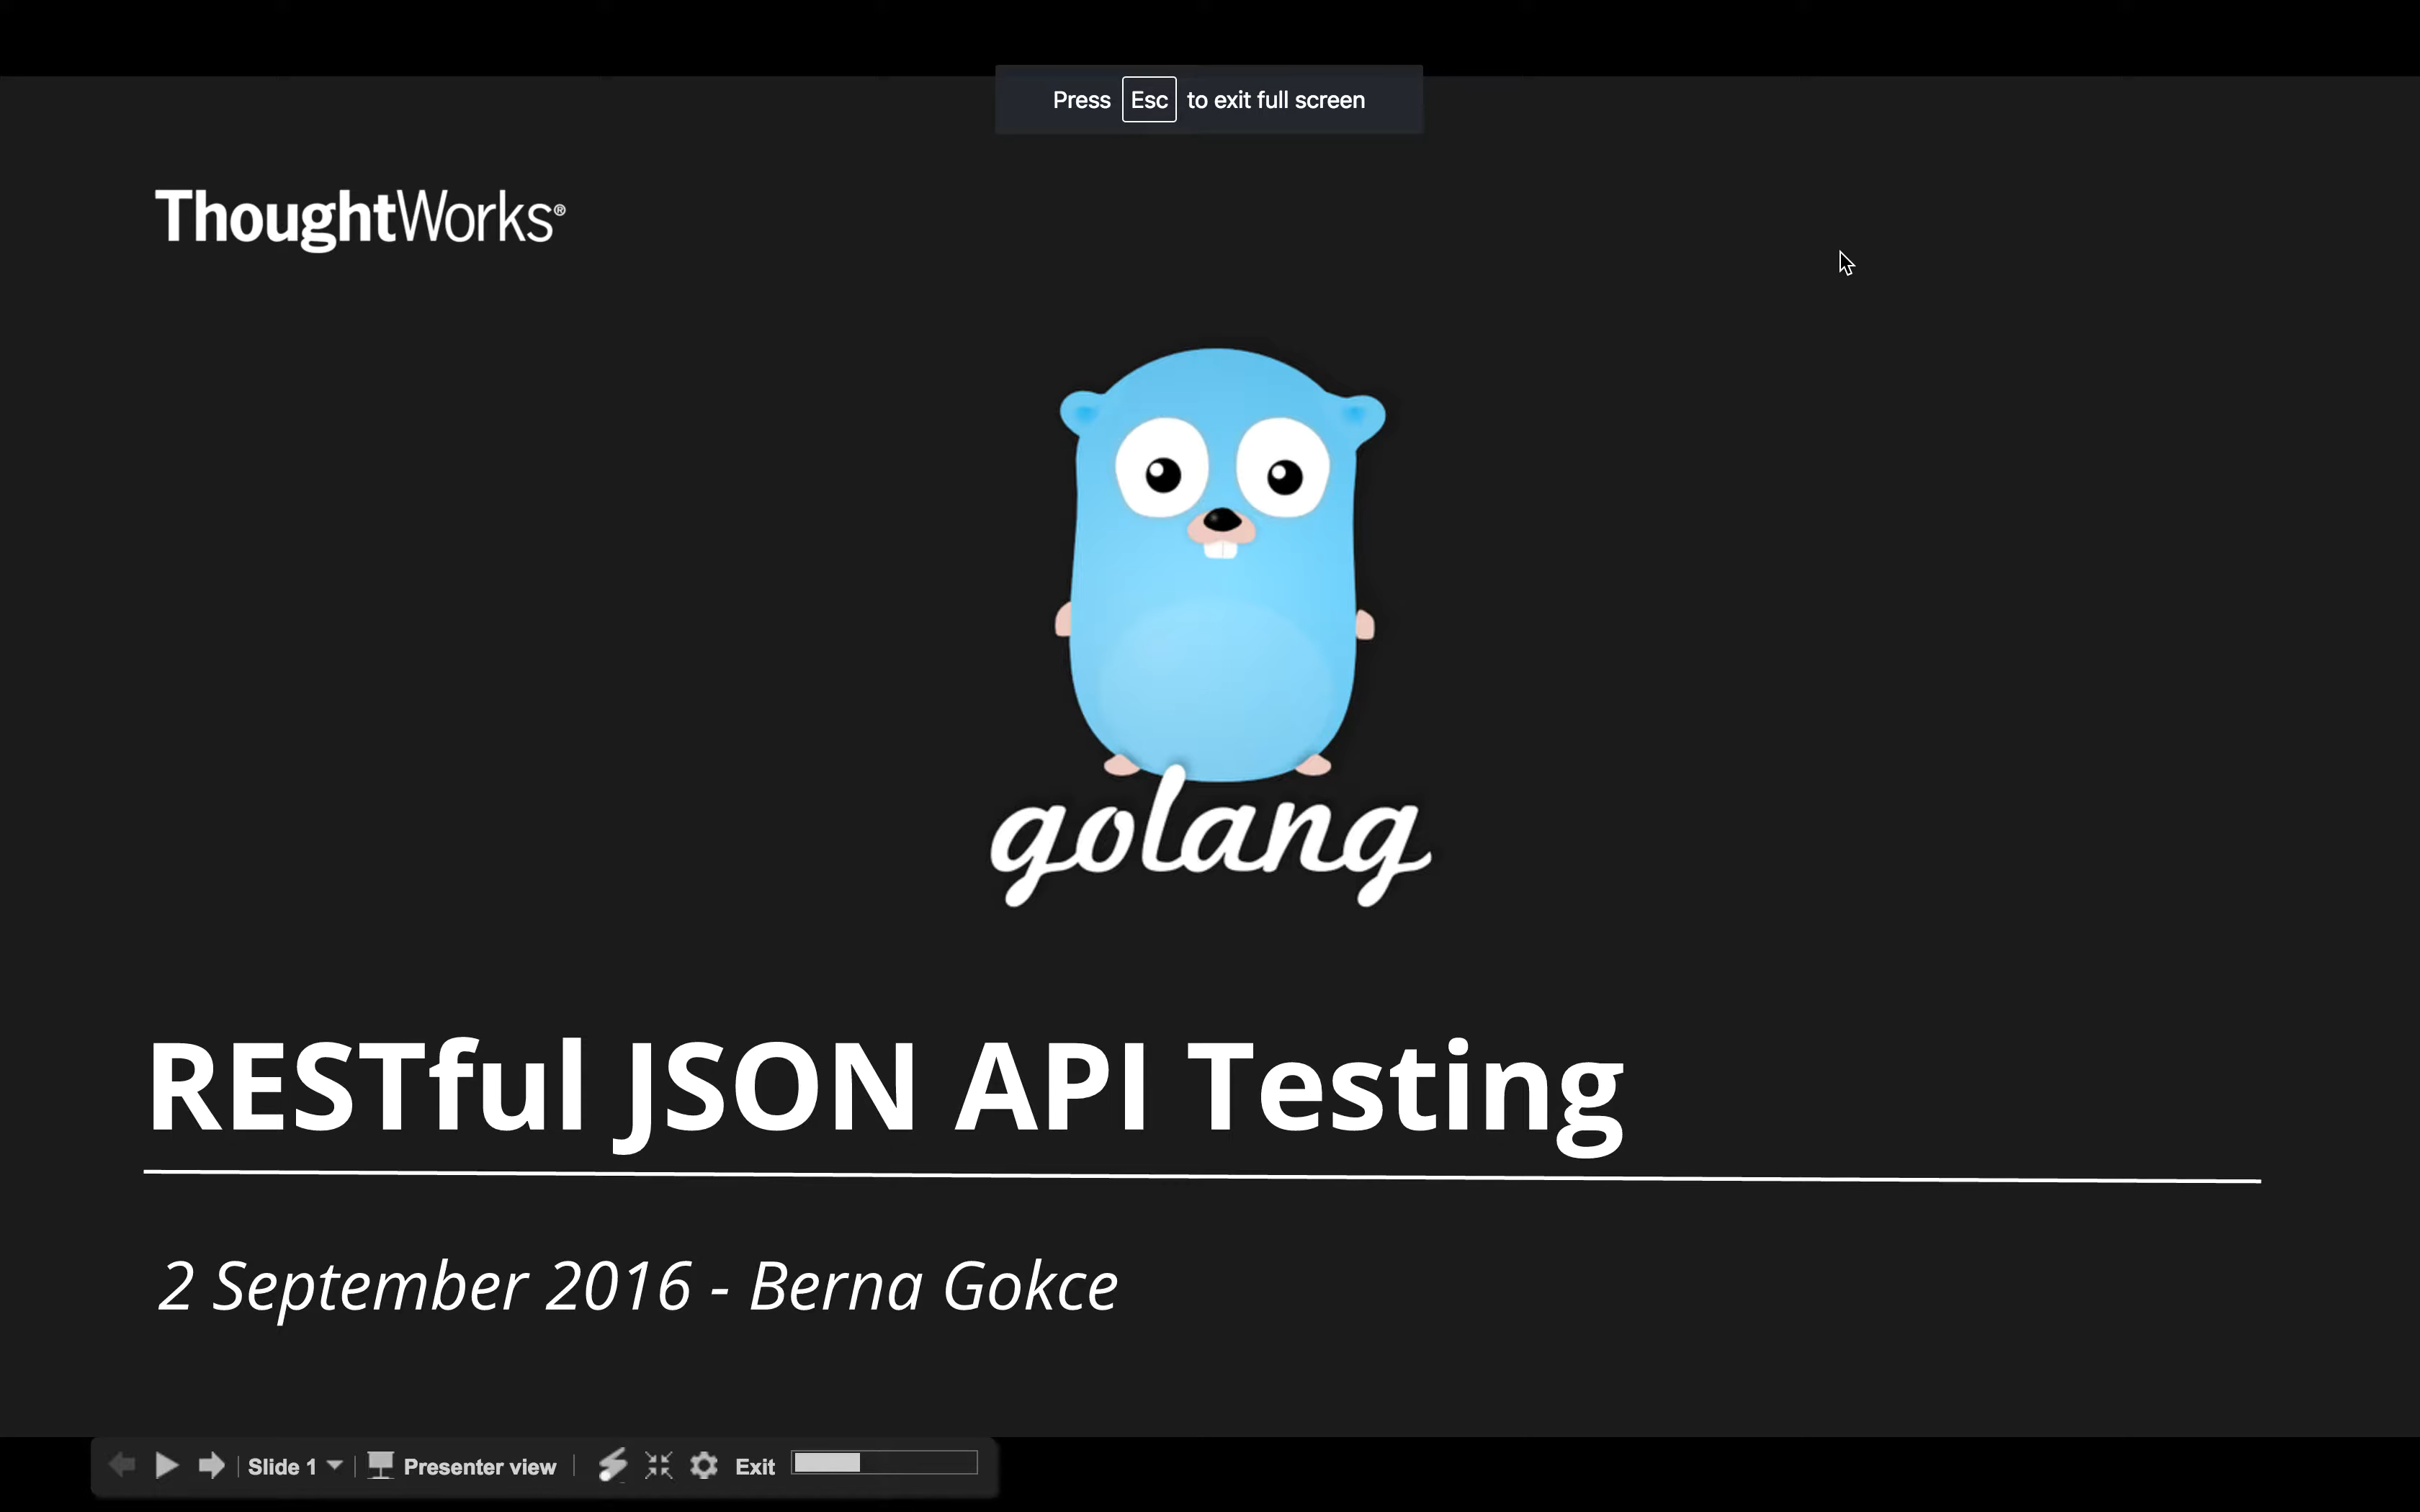 Press Esc to exit full screen
ThoughtWorks®
golang
RESTful JSON API Testing
2 September 2016 - Berna Gokce
Slide 1 Presenter view Exit